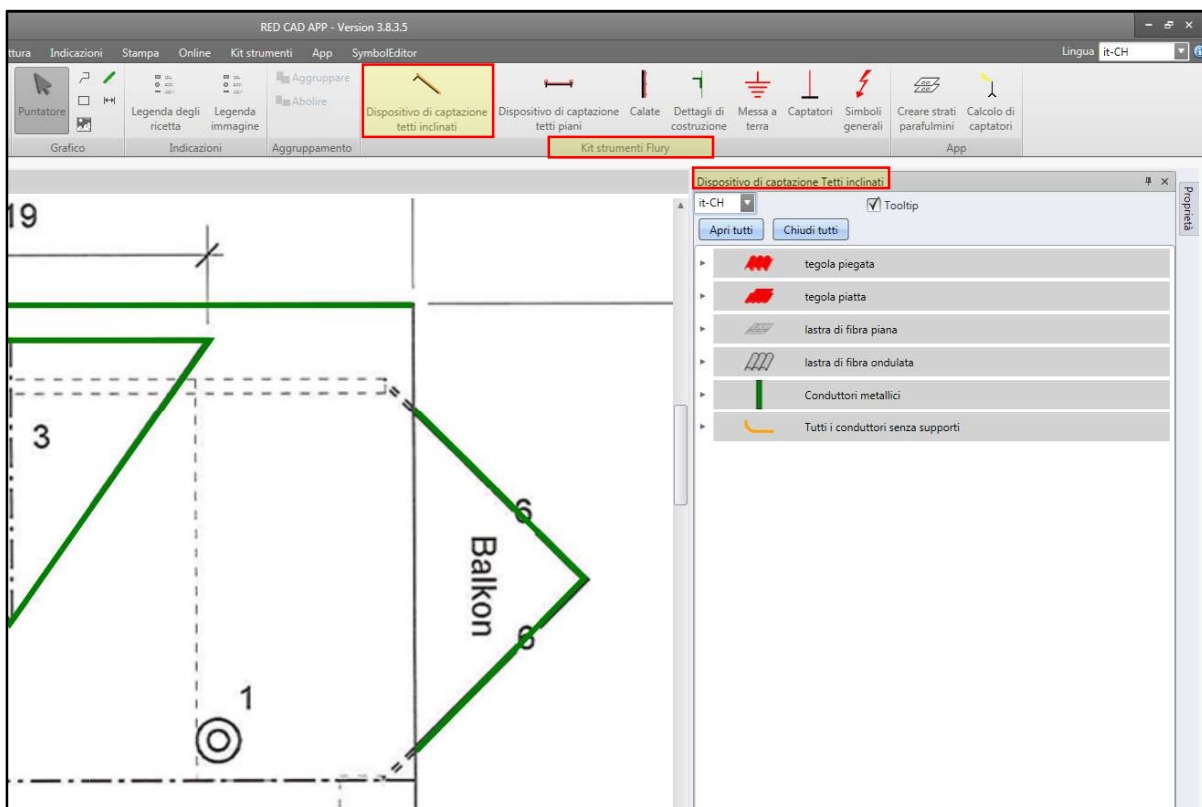 RED CAD APP - Version 3.8.3.5
ttura Indicazioni Stampa Online Kit strumenti App SymbolEditor
Lingua it-CH
Puntatore
Legenda degli ricetta
Legenda immagine
Aggruppare
Abolire
Dispositivo di captazione tetti inclinati
Dispositivo di captazione tetti piani
Calate
Dettagli di costruzione
Messa a terra
Captatori
Simboli generali
Creare strati parafulmini
Calcolo di captatori
Grafico
Indicazioni
Aggruppamento
Kit strumenti Flury
App
Dispositivo di captazione Tetti inclinati
Proprietà
it-CH
Tooltip
Apri tutti
Chiudi tutti
tegola piegata
tegola piatta
lastra di fibra piana
lastra di fibra ondulata
Conduttori metallici
Tutti i conduttori senza supporti
19
3
6
Balkon
6
1